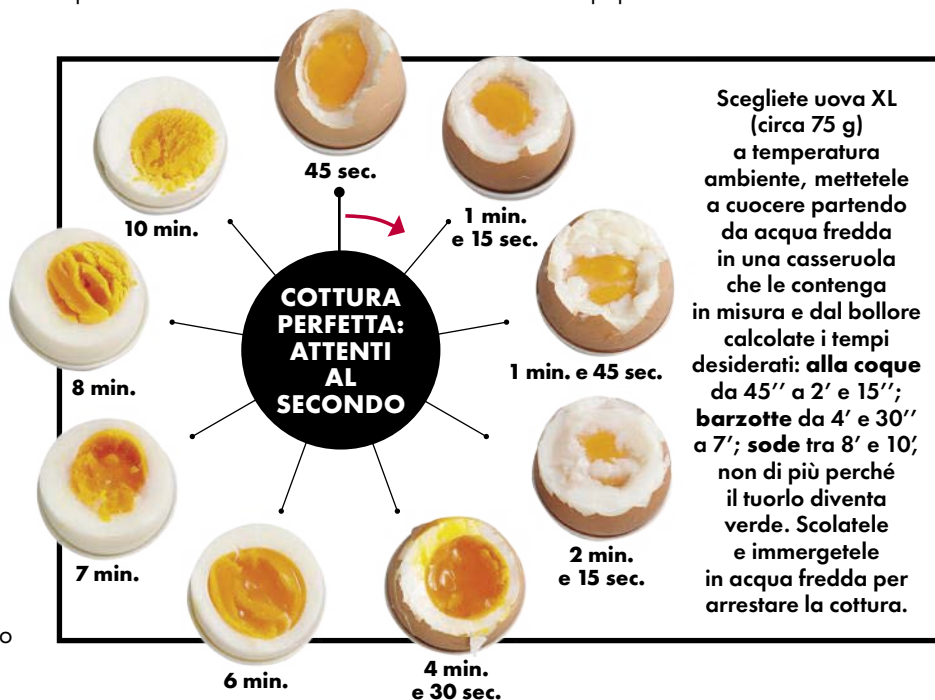 45 sec.
1 min.
e 15 sec.
1 min. e 45 sec.
2 min.
e 15 sec.
4 min.
e 30 sec.
6 min.
7 min.
8 min.
10 min.
COTTURA
PERFETTA:
ATTENTI
AL
SECONDO
Scegliete uova XL
(circa 75 g)
a temperatura
ambiente, mettetele
a cuocere partendo
da acqua fredda
in una casseruola
che le contenga
in misura e dal bollore
calcolate i tempi
desiderati: alla coque
da 45’’ a 2’ e 15’’;
barzotte da 4’ e 30’’
a 7’; sode tra 8’ e 10’,
non di più perché
il tuorlo diventa
verde. Scolatele
e immergetele
in acqua fredda per
arrestare la cottura.